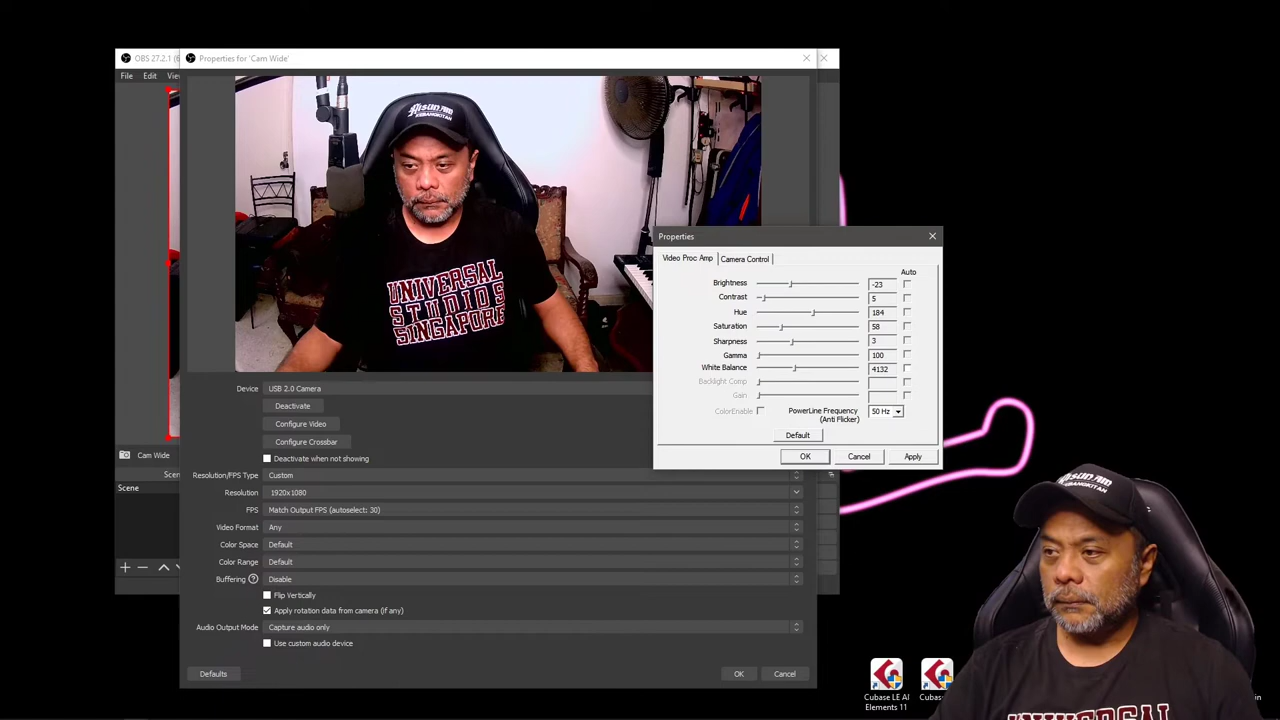 OBS 27.2.1 (6
Properties for 'Cam Wide'
File Edit Vie
Properties
Video Proc Amp
Camera Control
Auto
Brightness -23
Contrast 5
Hue 184
Saturation 58
Sharpness 3
Gamma 100
White Balance 4132
Backlight Comp
Gain
ColorEnable
PowerLine Frequency
(Anti Flicker)
50 Hz
Default
OK Cancel Apply
UNIVERSAL
STUDIOS
SINGAPORE
Device USB 2.0 Camera
Deactivate
Configure Video
Configure Crossbar
Deactivate when not showing
Resolution/FPS Type Custom
Resolution 1920x1080
FPS Match Output FPS (autoselect: 30)
Video Format Any
Color Space Default
Color Range Default
Buffering ? Disable
Flip Vertically
Apply rotation data from camera (if any)
Audio Output Mode Capture audio only
Use custom audio device
Defaults OK Cancel
Cam Wide
Scen
Scene
KEBANGKITAN
Cubase LE AI
Elements 11
Cubas
in